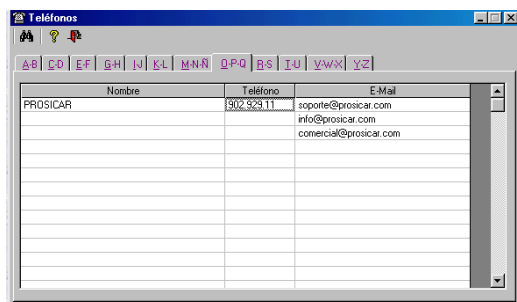 Teléfonos
A-B C-D E-F G-H I-J K-L M-N-Ñ O-P-Q R-S T-U V-W-X Y-Z
Nombre Teléfono E-Mail
PROSICAR 902.929.11 soporte@prosicar.com
info@prosicar.com
comercial@prosicar.com